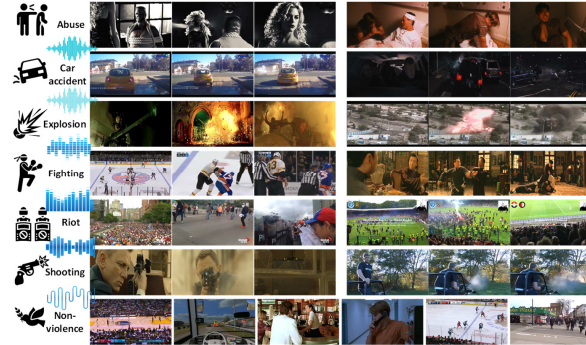 Abuse
Car
accident
Explosion
Fighting
Riot
Shooting
Non-
violence